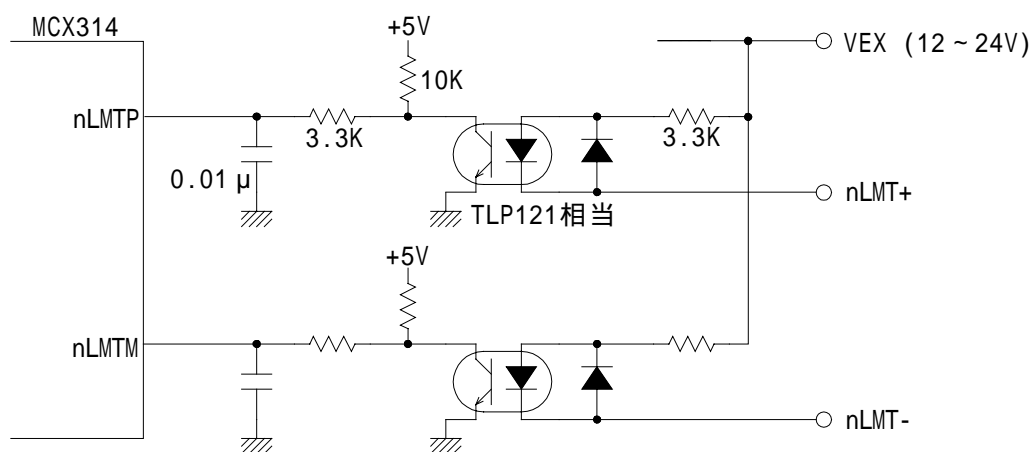 MCX314
+5V
VEX (12～24V)
10K
nLMTP
3.3K
3.3K
0.01μ
nLMT+
TLP121相当
+5V
nLMTM
nLMT-